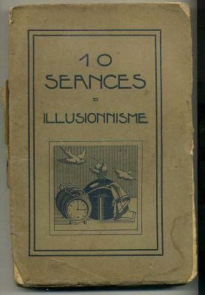 10
SEANCES
=
ILLUSIONNISME